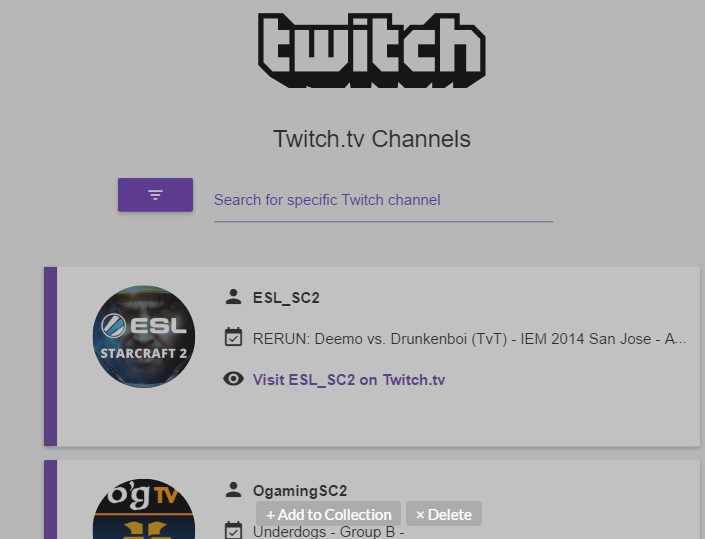 twitch
Twitch.tv Channels
Search for specific Twitch channel
ESL_SC2
ESL
STARCRAFT 2
RERUN: Deemo vs. Drunkenboi (TvT) - IEM 2014 San Jose - A...
Visit ESL_SC2 on Twitch.tv
o'g TV
OgamingSC2
+ Add to Collection
× Delete
Underdogs - Group B -